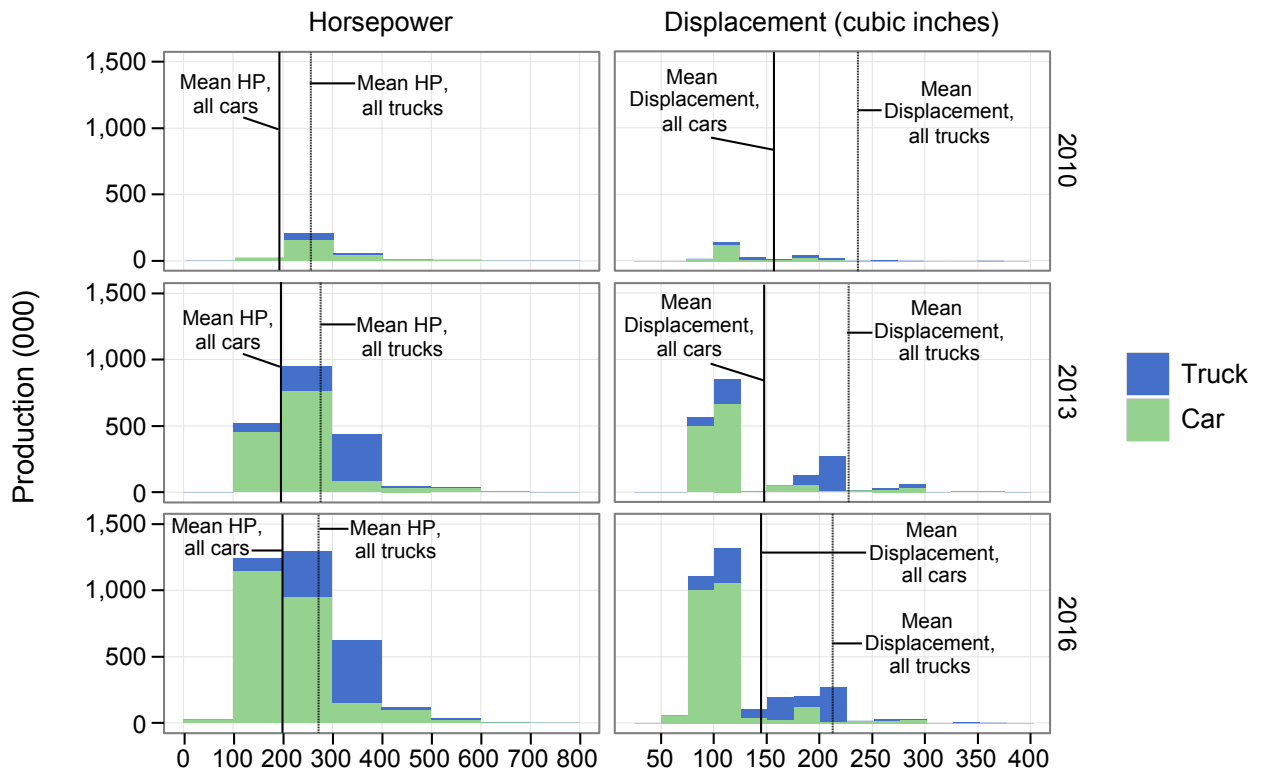 Horsepower
Displacement (cubic inches)
Production (000)
1,500
1,000
500
0
Mean HP,
all cars
Mean HP,
all trucks
Mean
Displacement,
all cars
Mean
Displacement,
all trucks
2010
1,500
1,000
500
0
Mean HP,
all cars
Mean HP,
all trucks
Mean
Displacement,
all cars
Mean
Displacement,
all trucks
2013
1,500
1,000
500
0
Mean HP,
all cars
Mean HP,
all trucks
Mean
Displacement,
all cars
Mean
Displacement,
all trucks
2016
0 100 200 300 400 500 600 700 800
50 100 150 200 250 300 350 400
Truck
Car